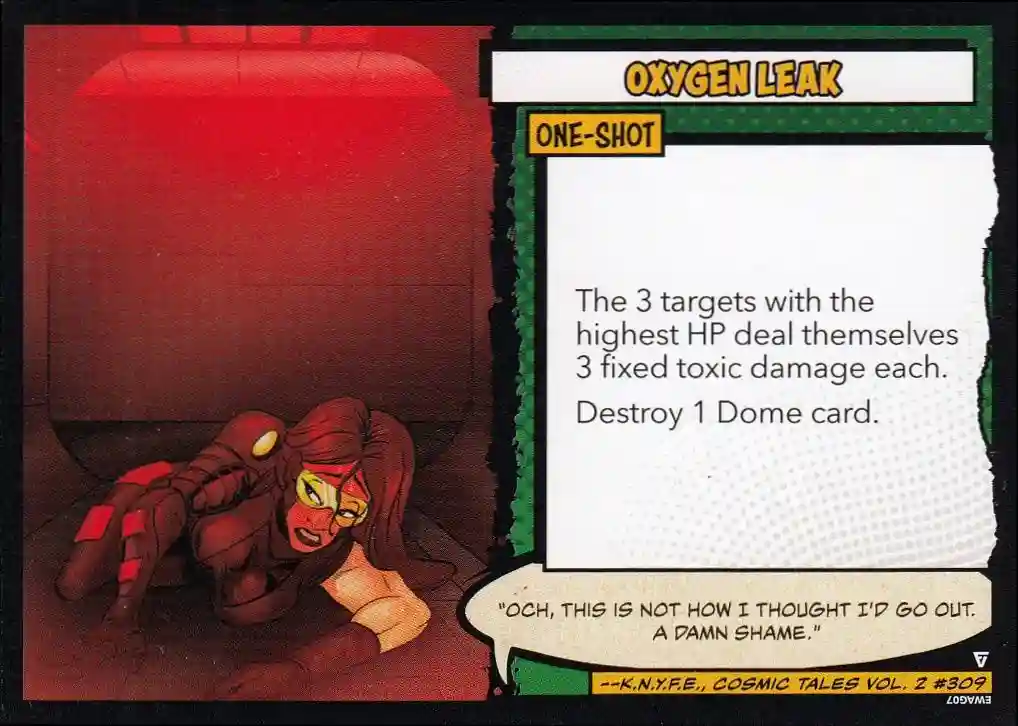 OXYGEN LEAK
ONE-SHOT
The 3 targets with the
highest HP deal themselves
3 fixed toxic damage each.
Destroy 1 Dome card.
"OCH, THIS IS NOT HOW I THOUGHT I'D GO OUT.
A DAMN SHAME."
--K.N.Y.F.E., COSMIC TALES VOL. 2 #309
EWAG07